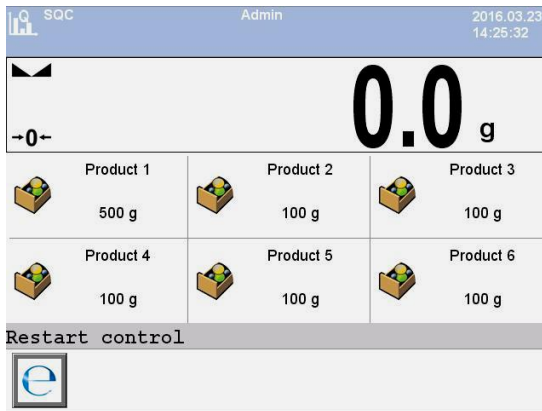 SQC Admin 2016.03.23
14:25:32
→0← 0.0 g
Product 1 Product 2 Product 3
500 g 100 g 100 g
Product 4 Product 5 Product 6
100 g 100 g 100 g
Restart control
e